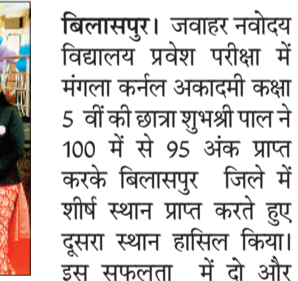 बिलासपुर। जवाहर नवोदय
विद्यालय प्रवेश परीक्षा में
मंगला कर्नल अकादमी कक्षा
5 वीं की छात्रा शुभश्री पाल ने
100 में से 95 अंक प्राप्त
करके बिलासपुर जिले में
शीर्ष स्थान प्राप्त करते हुए
दूसरा स्थान हासिल किया।
इस सफलता में दो और